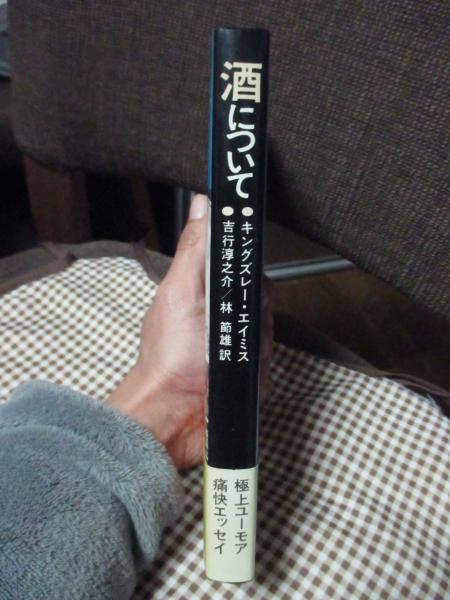 酒について
●キングズレー・エイミス
●吉行淳之介／林 節雄 訳
極上ユーモア
痛快エッセイ